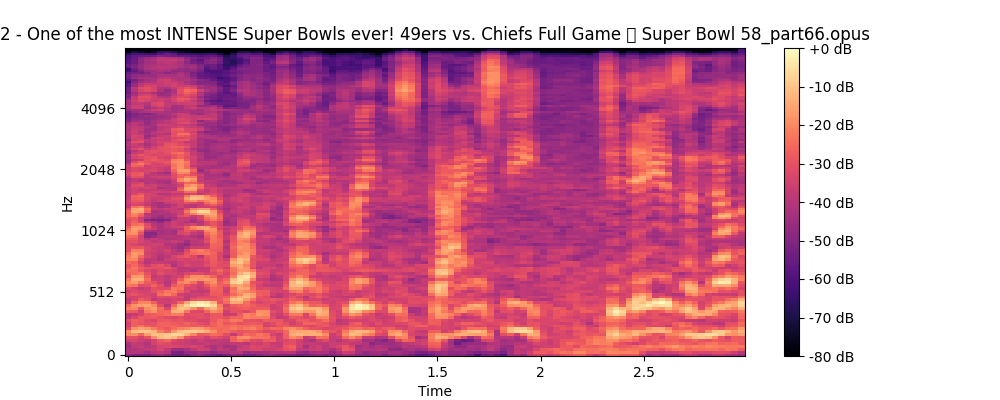 2 - One of the most INTENSE Super Bowls ever! 49ers vs. Chiefs Full Game ▯ Super Bowl 58_part66.opus
+0 dB
-10 dB
-20 dB
-30 dB
-40 dB
-50 dB
-60 dB
-70 dB
-80 dB
4096
2048
1024
512
0
Hz
0
0.5
1
1.5
2
2.5
Time